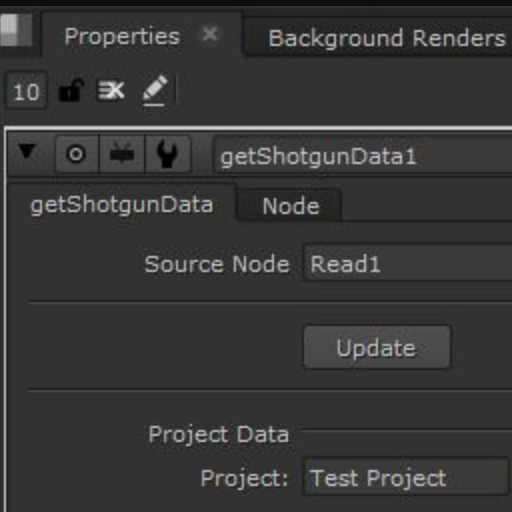 Properties Background Renders
10
getShotgunData1
getShotgunData Node
Source Node Read1
Update
Project Data
Project: Test Project